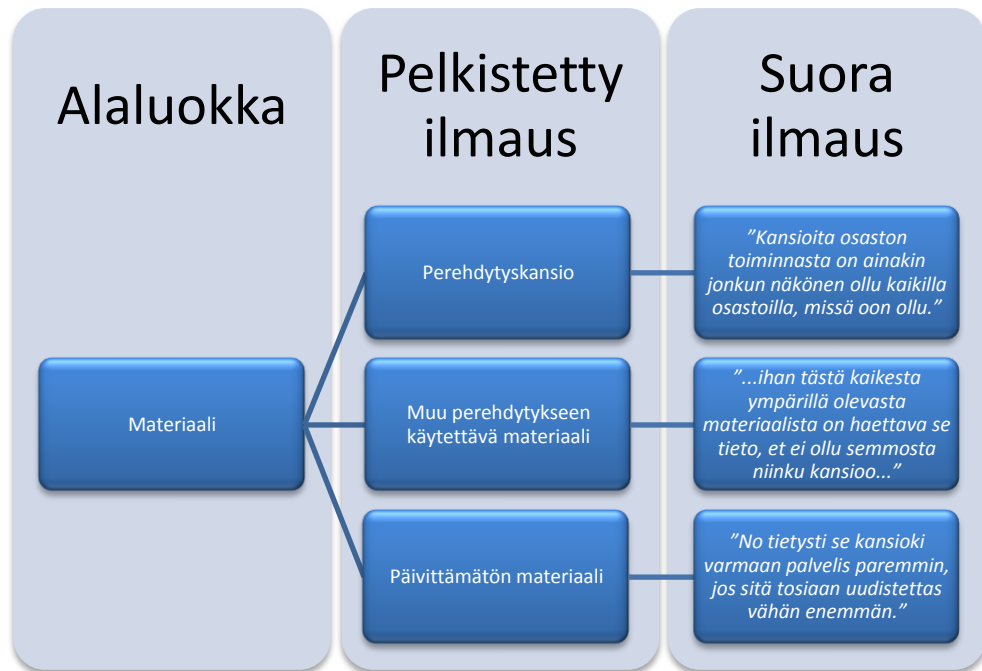 Alaluokka
Pelkistetty
ilmaus
Suora
ilmaus
Materiaali
Perehdytyskansio
”Kansioita osaston
toiminnasta on ainakin
jonkun näkönen ollu kaikilla
osastoilla, missä oon ollu.”
Muu perehdytykseen
käytettävä materiaali
”...ihan tästä kaikesta
ympärillä olevasta
materiaalista on haettava se
tieto, et ei ollu semmosta
niinku kansioo...”
Päivittämätön materiaali
”No tietysti se kansioki
varmaan palvelis paremmin,
jos sitä tosiaan uudistettas
vähän enemmän.”